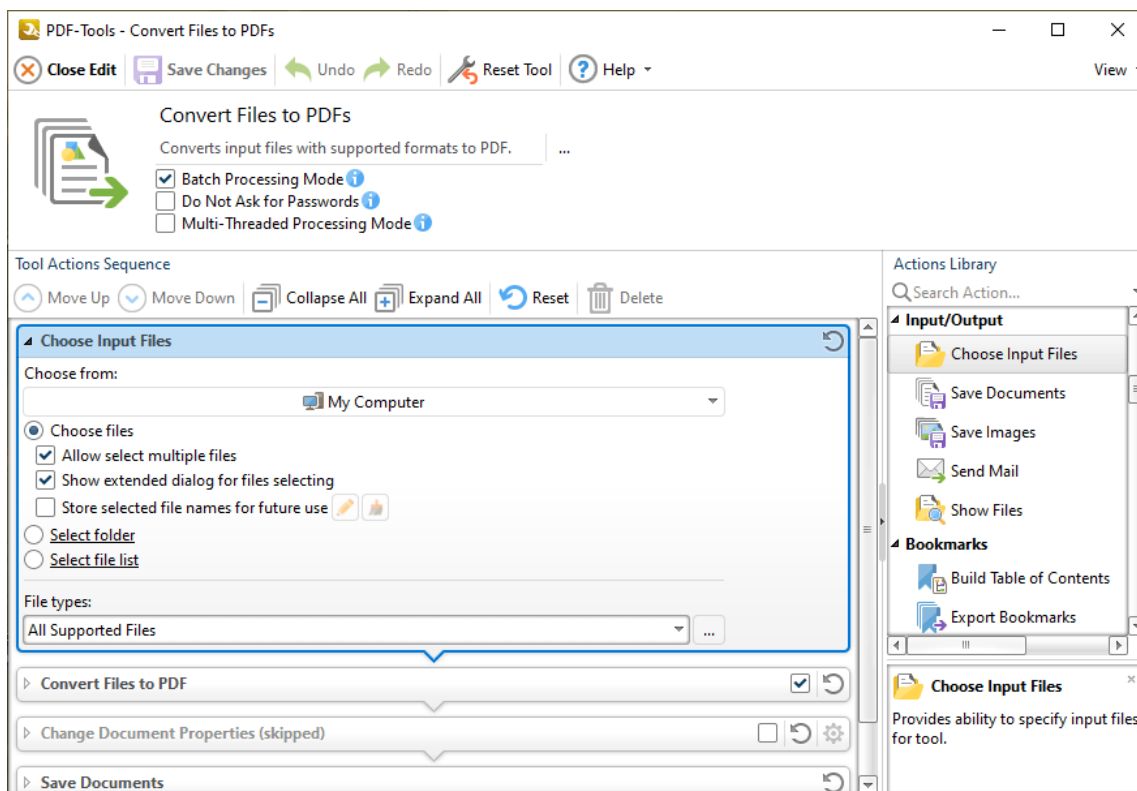 PDF-Tools - Convert Files to PDFs
Close Edit Save Changes Undo Redo Reset Tool Help View
Convert Files to PDFs
Converts input files with supported formats to PDF. ...
Batch Processing Mode
Do Not Ask for Passwords
Multi-Threaded Processing Mode
Tool Actions Sequence
Move Up Move Down Collapse All Expand All Reset Delete
Choose Input Files
Choose from:
My Computer
Choose files
Allow select multiple files
Show extended dialog for files selecting
Store selected file names for future use
Select folder
Select file list
File types:
All Supported Files ...
Convert Files to PDF
Change Document Properties (skipped)
Save Documents
Actions Library
Search Action...
Input/Output
Choose Input Files
Save Documents
Save Images
Send Mail
Show Files
Bookmarks
Build Table of Contents
Export Bookmarks
Choose Input Files
Provides ability to specify input files
for tool.